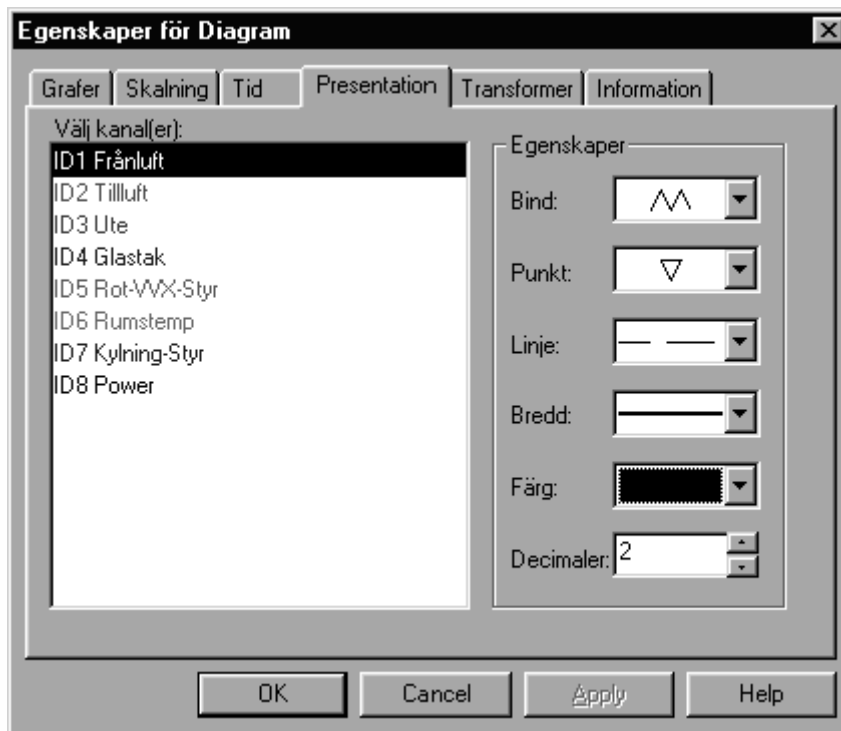 Egenskaper för Diagram
Grafer Skalning Tid Presentation Transformer Information
Välj kanal(er):
ID1 Frånluft
ID2 Tillluft
ID3 Ute
ID4 Glastak
ID5 Rot-VVX-Styr
ID6 Rumstemp
ID7 Kylning-Styr
ID8 Power
Egenskaper
Bind:
Punkt:
Linje:
Bredd:
Färg:
Decimaler: 2
OK Cancel Apply Help